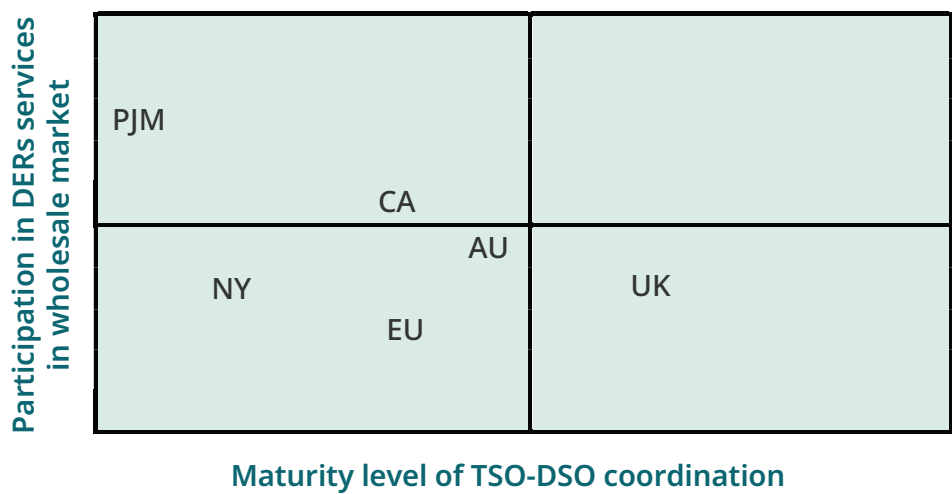 Participation in DERs services
in wholesale market
PJM
CA
AU
NY
UK
EU
Maturity level of TSO-DSO coordination